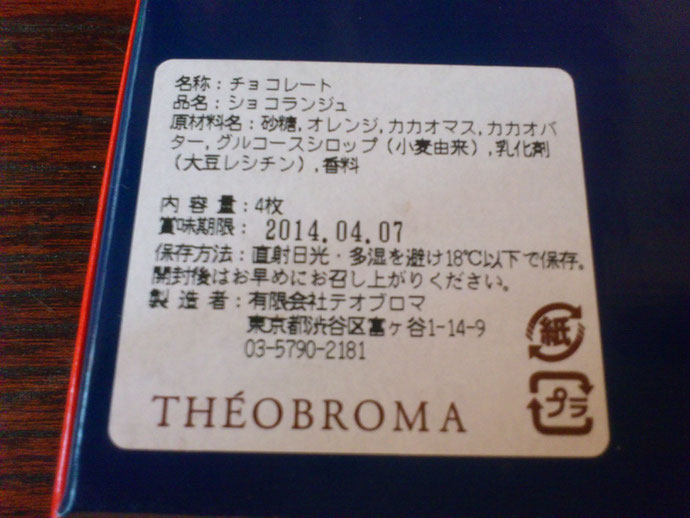 名称:チョコレート
品名:ショコランジュ
原材料名:砂糖,オレンジ,カカオマス,カカオバ
ター,グルコースシロップ(小麦由来),乳化剤
(大豆レシチン),香料
内容量:4枚
賞味期限:2014.04.07
保存方法:直射日光・多湿を避け18℃以下で保存。
開封後はお早めにお召し上がりください。
製造者:有限会社テオブロマ
東京都渋谷区富ヶ谷1-14-9
03-5790-2181
紙
プラ
THÉOBROMA